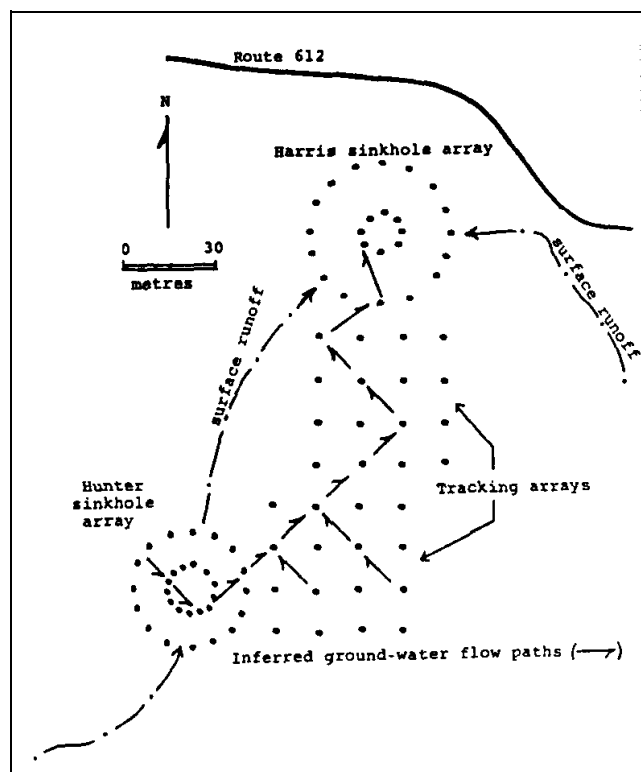 Route 612
N
Harris sinkhole array
0 30
metres
surface runoff
surface runoff
Hunter
sinkhole
array
Tracking arrays
Inferred ground-water flow paths (⟶)